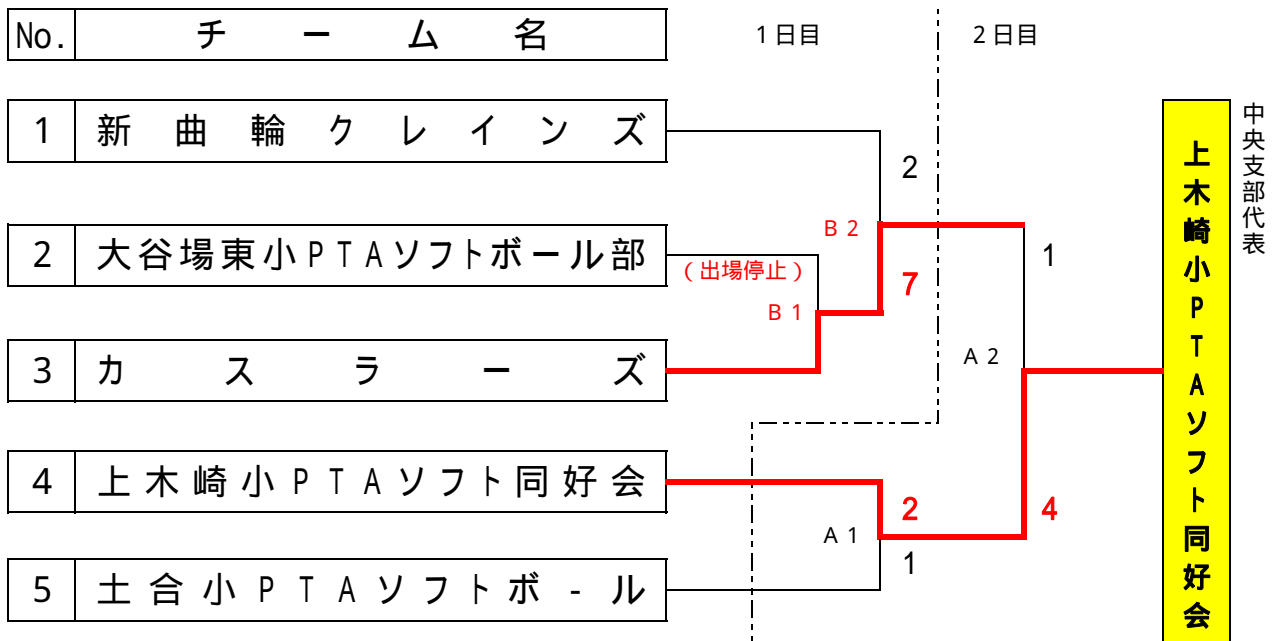 No. チーム名
1日目
2日目
1 新曲輪クレインズ
2 大谷場東小PTAソフトボール部
3 カスラーズ
4 上木崎小PTAソフト同好会
5 土合小PTAソフトボ-ル
(出場停止)
B1
2
B2
7
1
A2
4
2
A1
1
上木崎小PTAソフト同好会
中央支部代表